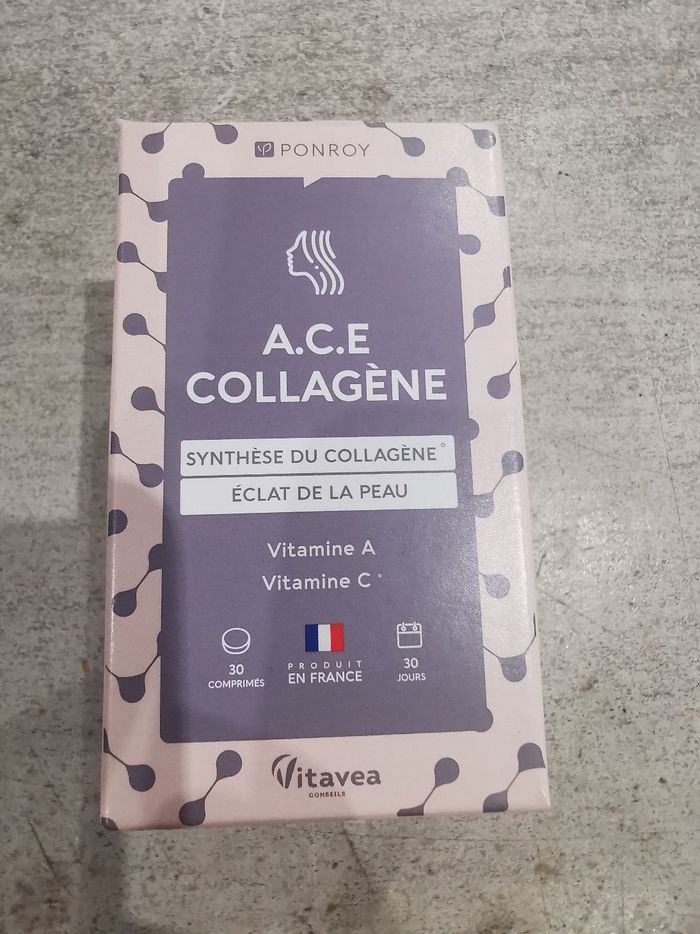 PONROY
A.C.E
COLLAGÈNE
SYNTHÈSE DU COLLAGÈNE°
ÉCLAT DE LA PEAU
Vitamine A
Vitamine C°
30
COMPRIMÉS
PRODUIT
EN FRANCE
30
JOURS
Vitavea
CONSEILS